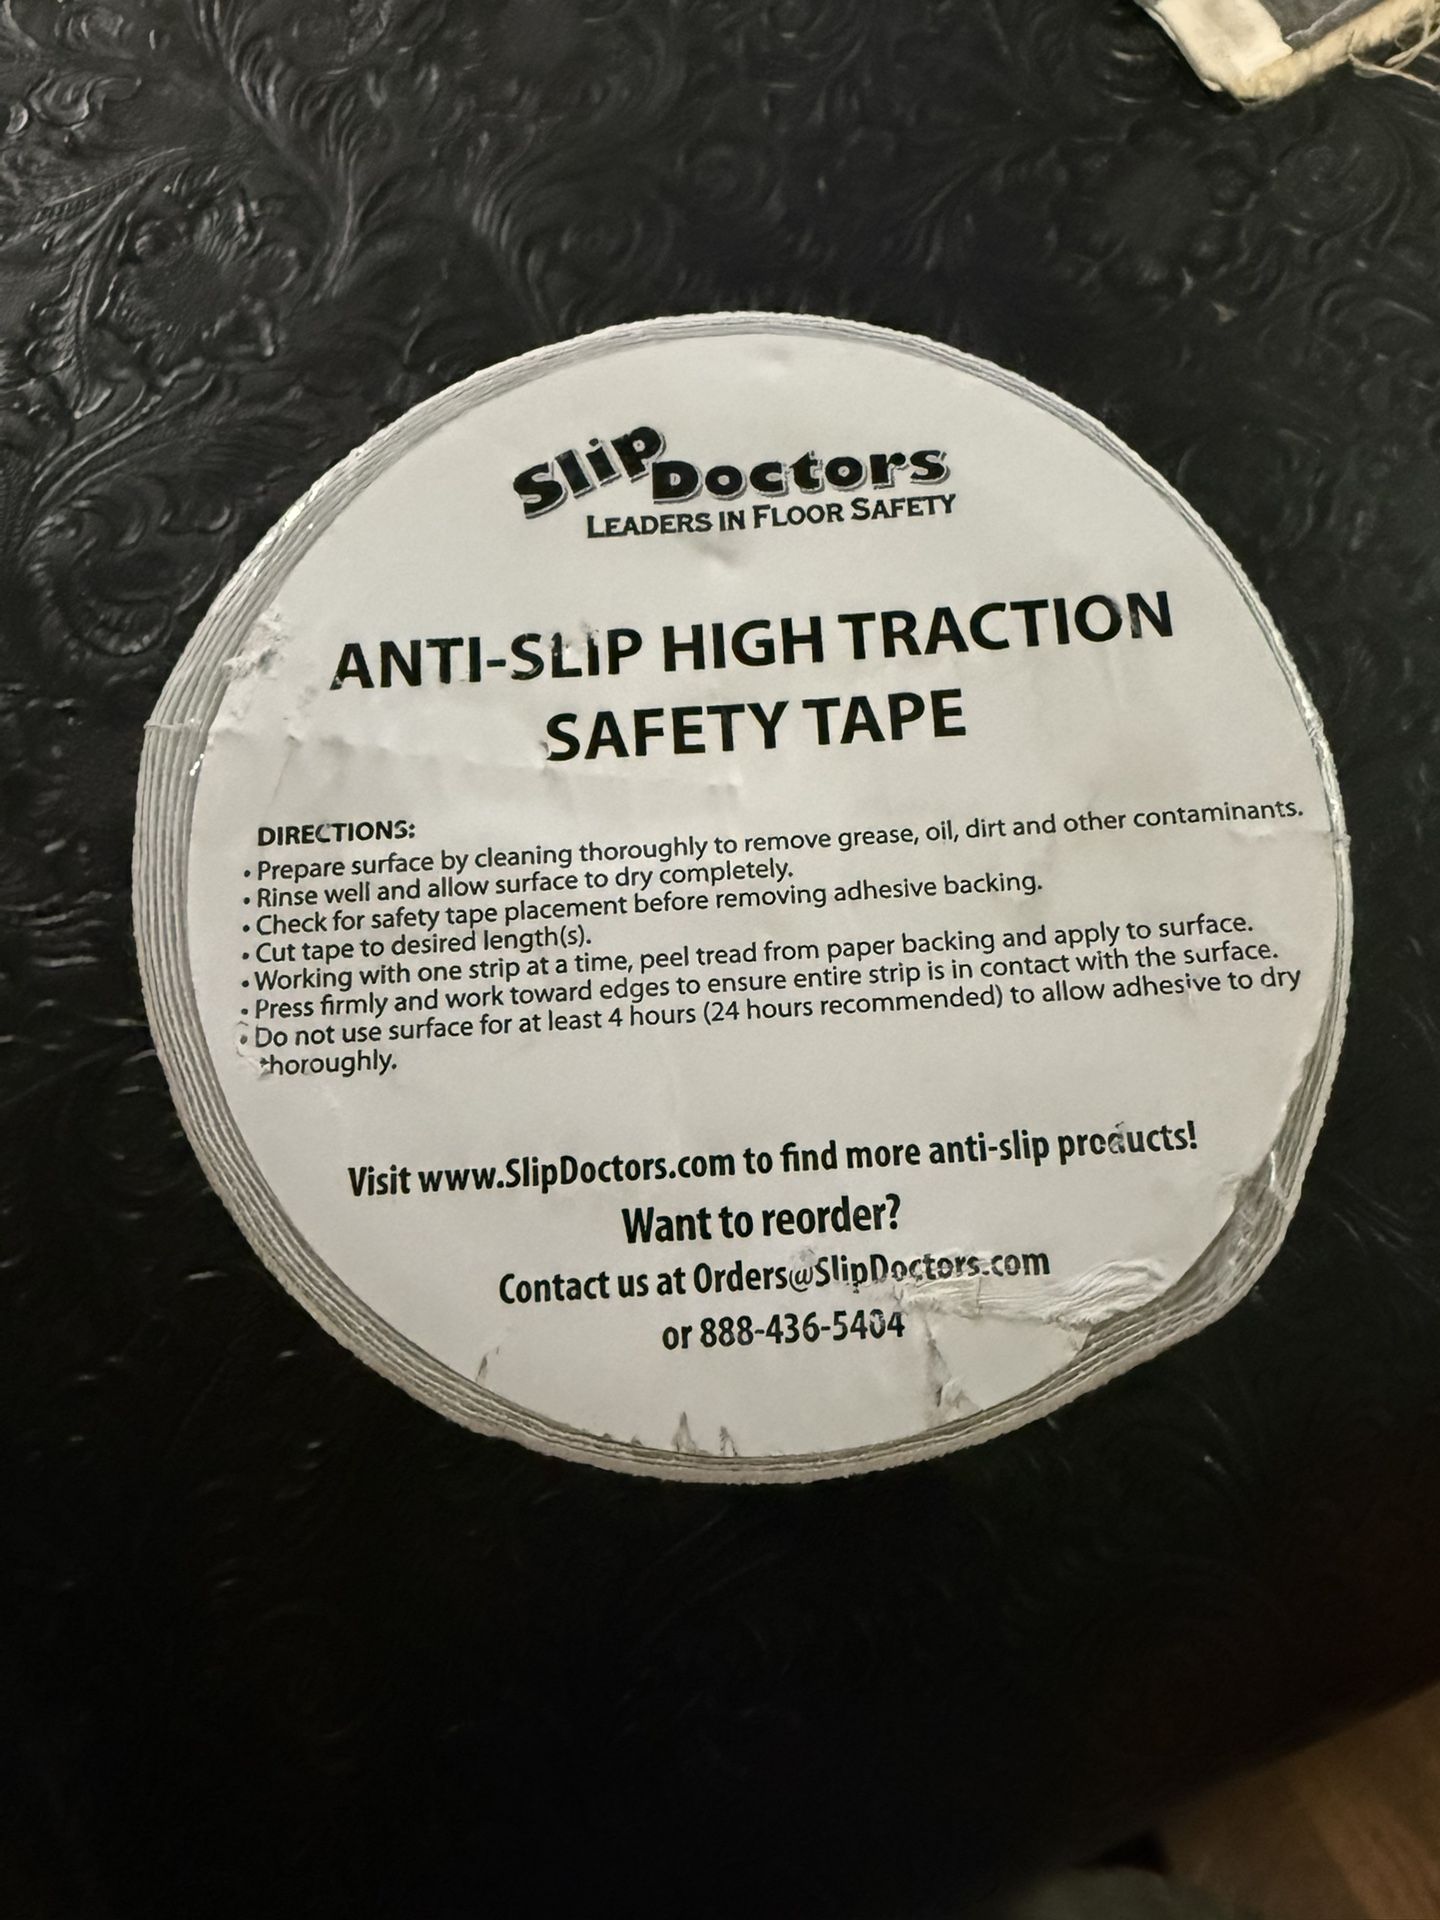 Slip Doctors
LEADERS IN FLOOR SAFETY
ANTI-SLIP HIGH TRACTION
SAFETY TAPE
DIRECTIONS:
• Prepare surface by cleaning thoroughly to remove grease, oil, dirt and other contaminants.
• Rinse well and allow surface to dry completely.
• Check for safety tape placement before removing adhesive backing.
• Cut tape to desired length(s).
• Working with one strip at a time, peel tread from paper backing and apply to surface.
• Press firmly and work toward edges to ensure entire strip is in contact with the surface.
• Do not use surface for at least 4 hours (24 hours recommended) to allow adhesive to dry
thoroughly.
Visit www.SlipDoctors.com to find more anti-slip products!
Want to reorder?
Contact us at Orders@SlipDoctors.com
or 888-436-5404